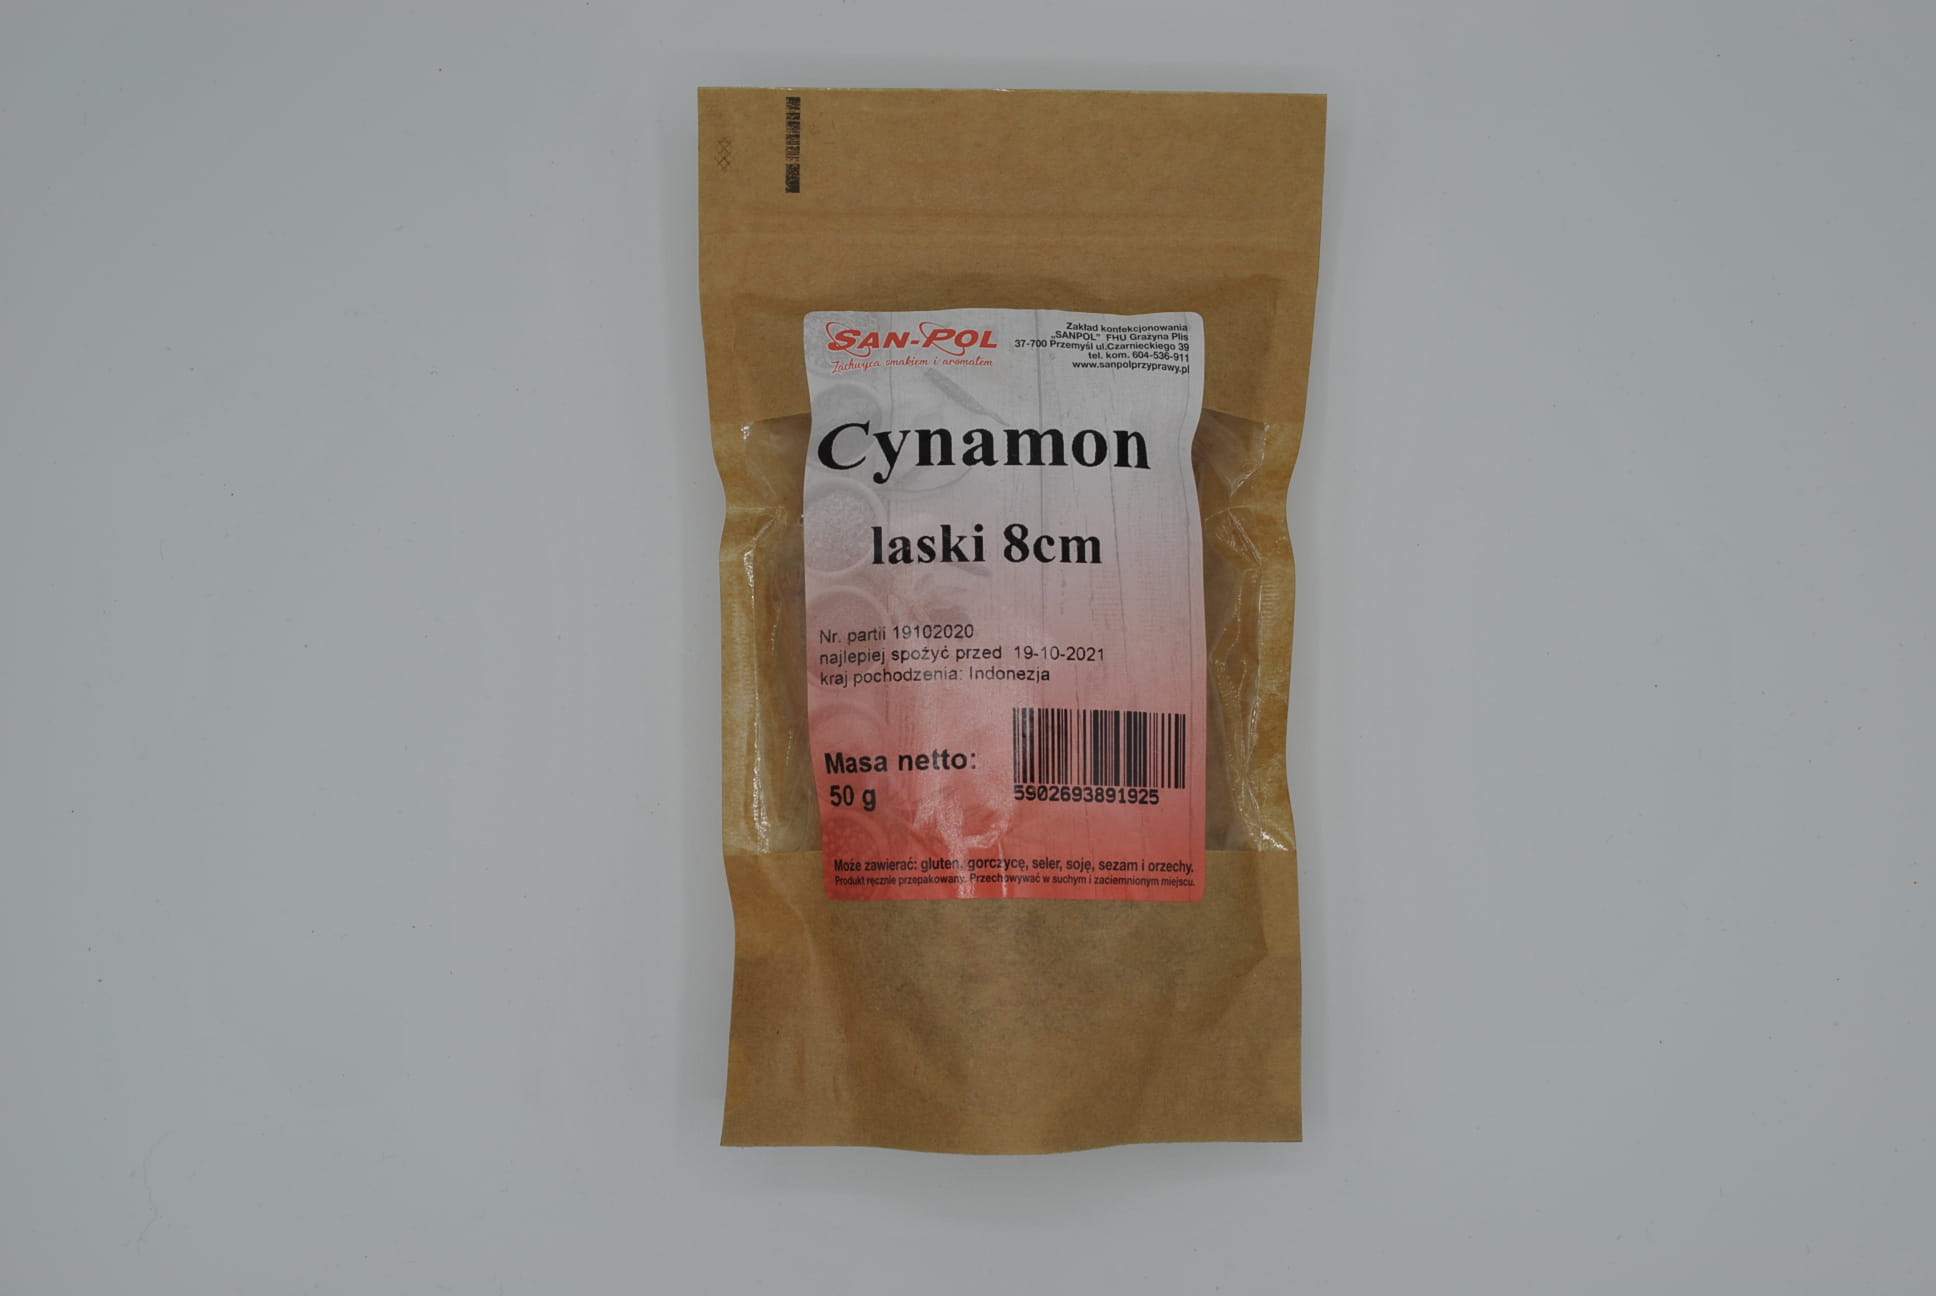 SAN-POL
Zachwyca smakiem i aromatem
Zakład konfekcjonowania
„SANPOL” FHU Grażyna Plis
37-700 Przemyśl ul.Czarnieckiego 39
tel. kom. 604-536-911
www.sanpolprzyprawy.pl
Cynamon
laski 8cm
Nr. partii 19102020
najlepiej spożyć przed 19-10-2021
kraj pochodzenia: Indonezja
Masa netto:
50 g
5902693891925
Może zawierać: gluten, gorczycę, seler, soję, sezam i orzechy.
Produkt ręcznie przepakowany. Przechowywać w suchym i zaciemnionym miejscu.